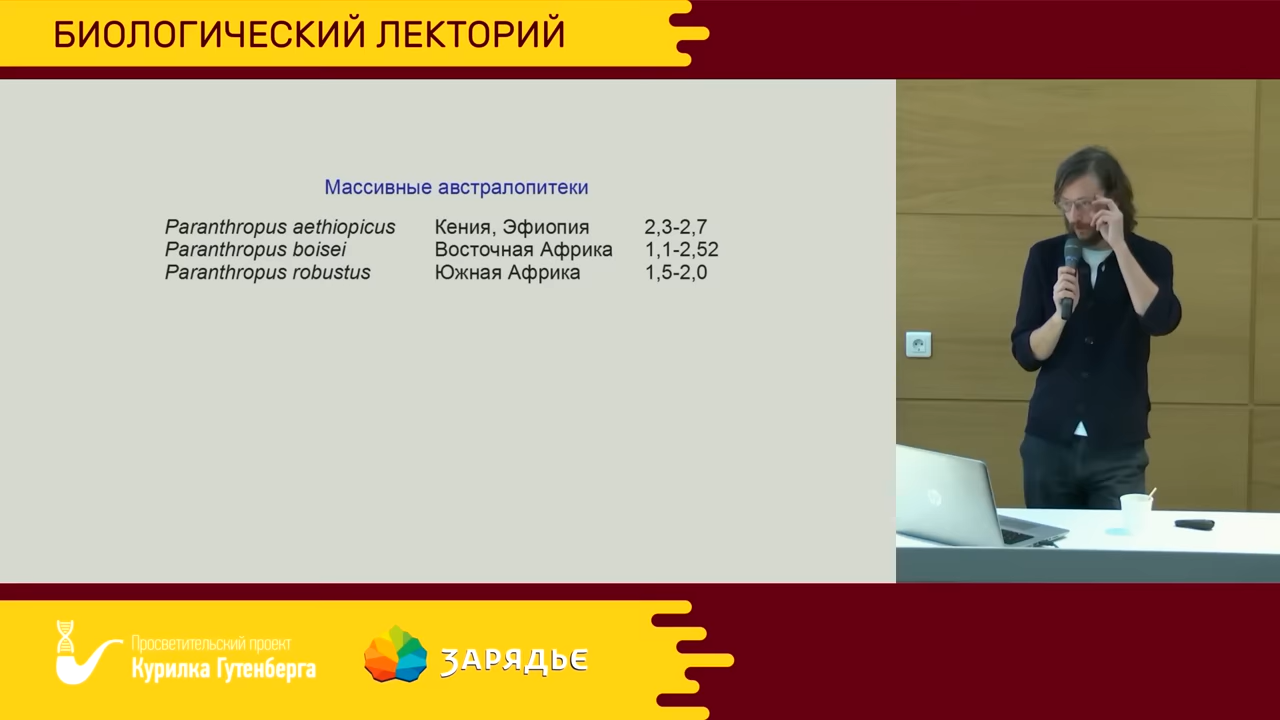 БИОЛОГИЧЕСКИЙ ЛЕКТОРИЙ
Массивные австралопитеки
Paranthropus aethiopicus Кения, Эфиопия 2,3-2,7
Paranthropus boisei Восточная Африка 1,1-2,52
Paranthropus robustus Южная Африка 1,5-2,0
Просветительский проект
Курилка Гутенберга
ЗАРЯДЬЕ